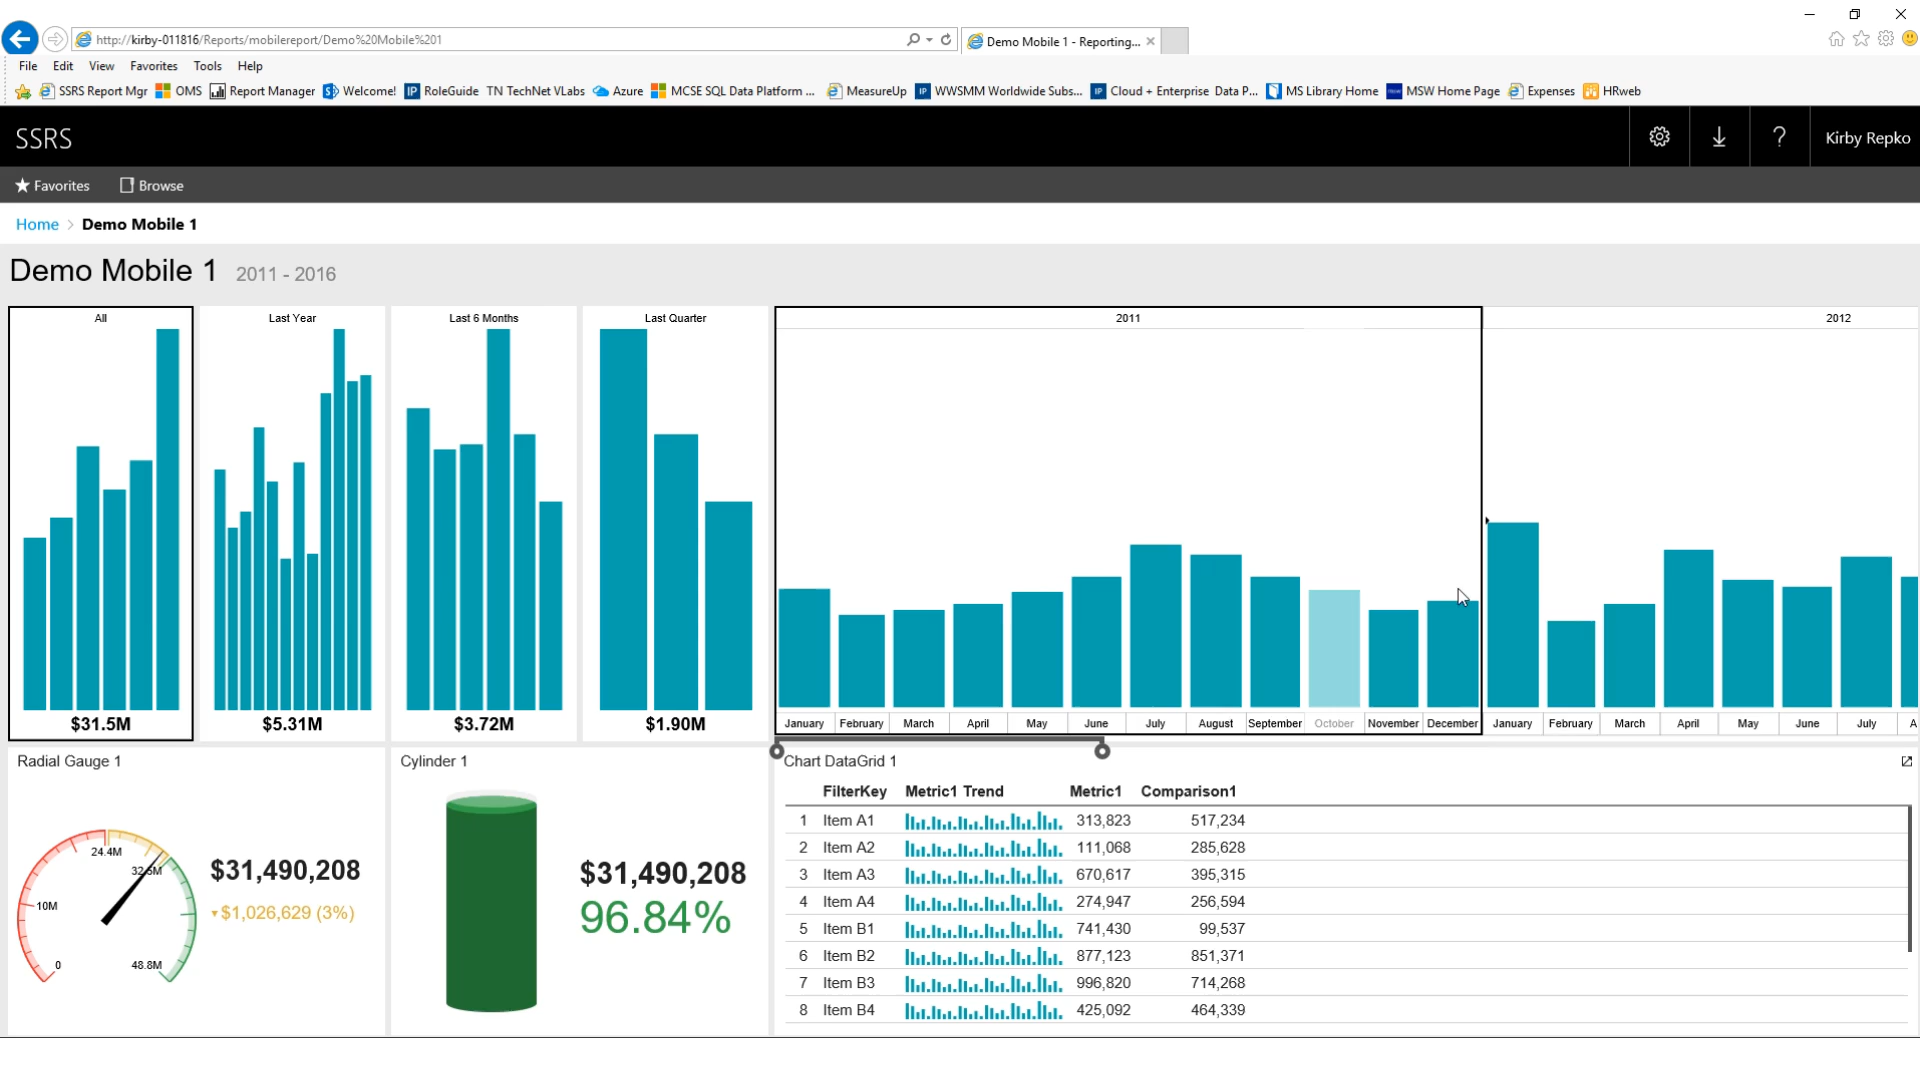 http://kirby-011816/Reports/mobilereport/Demo%20Mobile%201
Demo Mobile 1 - Reporting...
File Edit View Favorites Tools Help
SSRS Report Mgr OMS Report Manager Welcome! RoleGuide TN TechNet VLabs Azure MCSE SQL Data Platform ... MeasureUp WWSMM Worldwide Subs... Cloud + Enterprise Data P... MS Library Home MSW Home Page Expenses HRweb
SSRS
Kirby Repko
Favorites Browse
Home > Demo Mobile 1
Demo Mobile 1 2011 - 2016
All Last Year Last 6 Months Last Quarter 2011 2012
$31.5M $5.31M $3.72M $1.90M
January February March April May June July August September October November December January February March April May June July A
Radial Gauge 1
24.4M
32.5M
10M
0
48.8M
$31,490,208
▾$1,026,629 (3%)
Cylinder 1
$31,490,208
96.84%
Chart DataGrid 1
FilterKey Metric1 Trend Metric1 Comparison1
1 Item A1 313,823 517,234
2 Item A2 111,068 285,628
3 Item A3 670,617 395,315
4 Item A4 274,947 256,594
5 Item B1 741,430 99,537
6 Item B2 877,123 851,371
7 Item B3 996,820 714,268
8 Item B4 425,092 464,339